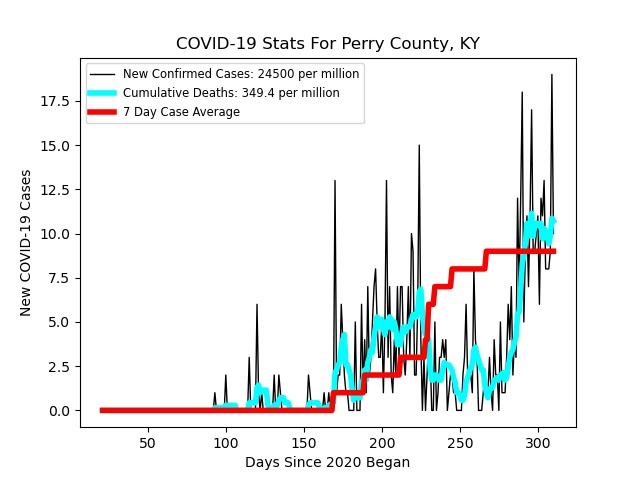 COVID-19 Stats For Perry County, KY
New Confirmed Cases: 24500 per million
Cumulative Deaths: 349.4 per million
7 Day Case Average
New COVID-19 Cases
17.5
15.0
12.5
10.0
7.5
5.0
2.5
0.0
50 100 150 200 250 300
Days Since 2020 Began